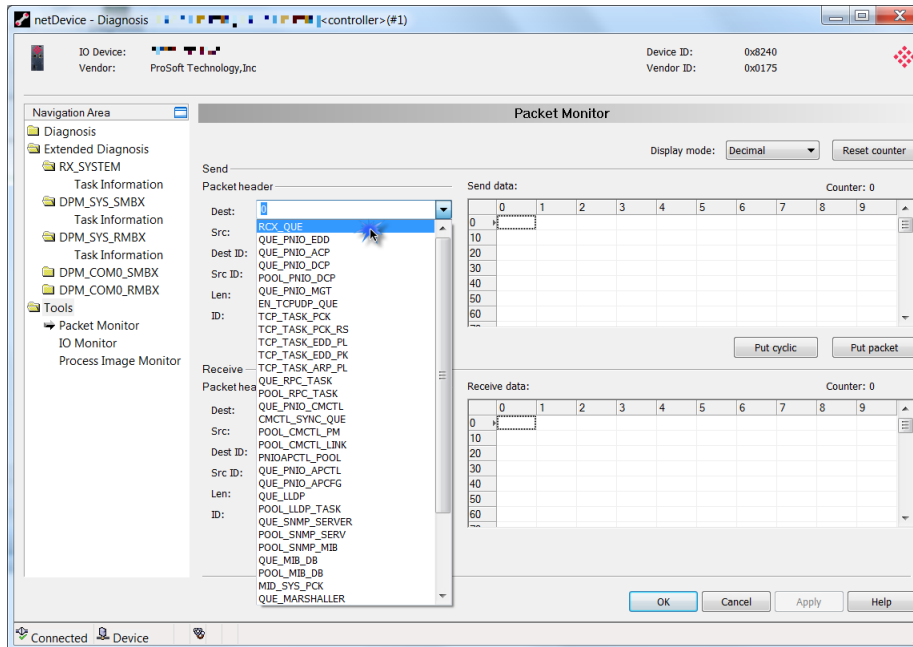 netDevice - Diagnosis <controller>(#1)
IO Device:
Device ID: 0x8240
Vendor: ProSoft Technology,Inc
Vendor ID: 0x0175
Navigation Area
Diagnosis
Extended Diagnosis
RX_SYSTEM
Task Information
DPM_SYS_SMBX
Task Information
DPM_SYS_RMBX
Task Information
DPM_COM0_SMBX
DPM_COM0_RMBX
Tools
Packet Monitor
IO Monitor
Process Image Monitor
Packet Monitor
Display mode: Decimal Reset counter
Send
Packet header
Dest: 0
Src:
Dest ID:
Src ID:
Len:
ID:
RCX_QUE
QUE_PNIO_EDD
QUE_PNIO_ACP
QUE_PNIO_DCP
POOL_PNIO_DCP
QUE_PNIO_MGT
EN_TCPUDP_QUE
TCP_TASK_PCK
TCP_TASK_PCK_RS
TCP_TASK_EDD_PL
TCP_TASK_EDD_PK
TCP_TASK_ARP_PL
QUE_RPC_TASK
POOL_RPC_TASK
QUE_PNIO_CMCTL
CMCTL_SYNC_QUE
POOL_CMCTL_PM
POOL_CMCTL_LINK
PNIOAPCTL_POOL
QUE_PNIO_APCTL
QUE_PNIO_APCFG
QUE_LLDP
POOL_LLDP_TASK
QUE_SNMP_SERVER
POOL_SNMP_SERV
POOL_SNMP_MIB
QUE_MIB_DB
POOL_MIB_DB
MID_SYS_PCK
QUE_MARSHALLER
Send data: Counter: 0
0 1 2 3 4 5 6 7 8 9
0
10
20
30
40
50
60
Put cyclic Put packet
Receive
Packet hea
Dest:
Src:
Dest ID:
Src ID:
Len:
ID:
Receive data: Counter: 0
0 1 2 3 4 5 6 7 8 9
0
10
20
30
40
50
60
OK Cancel Apply Help
Connected Device